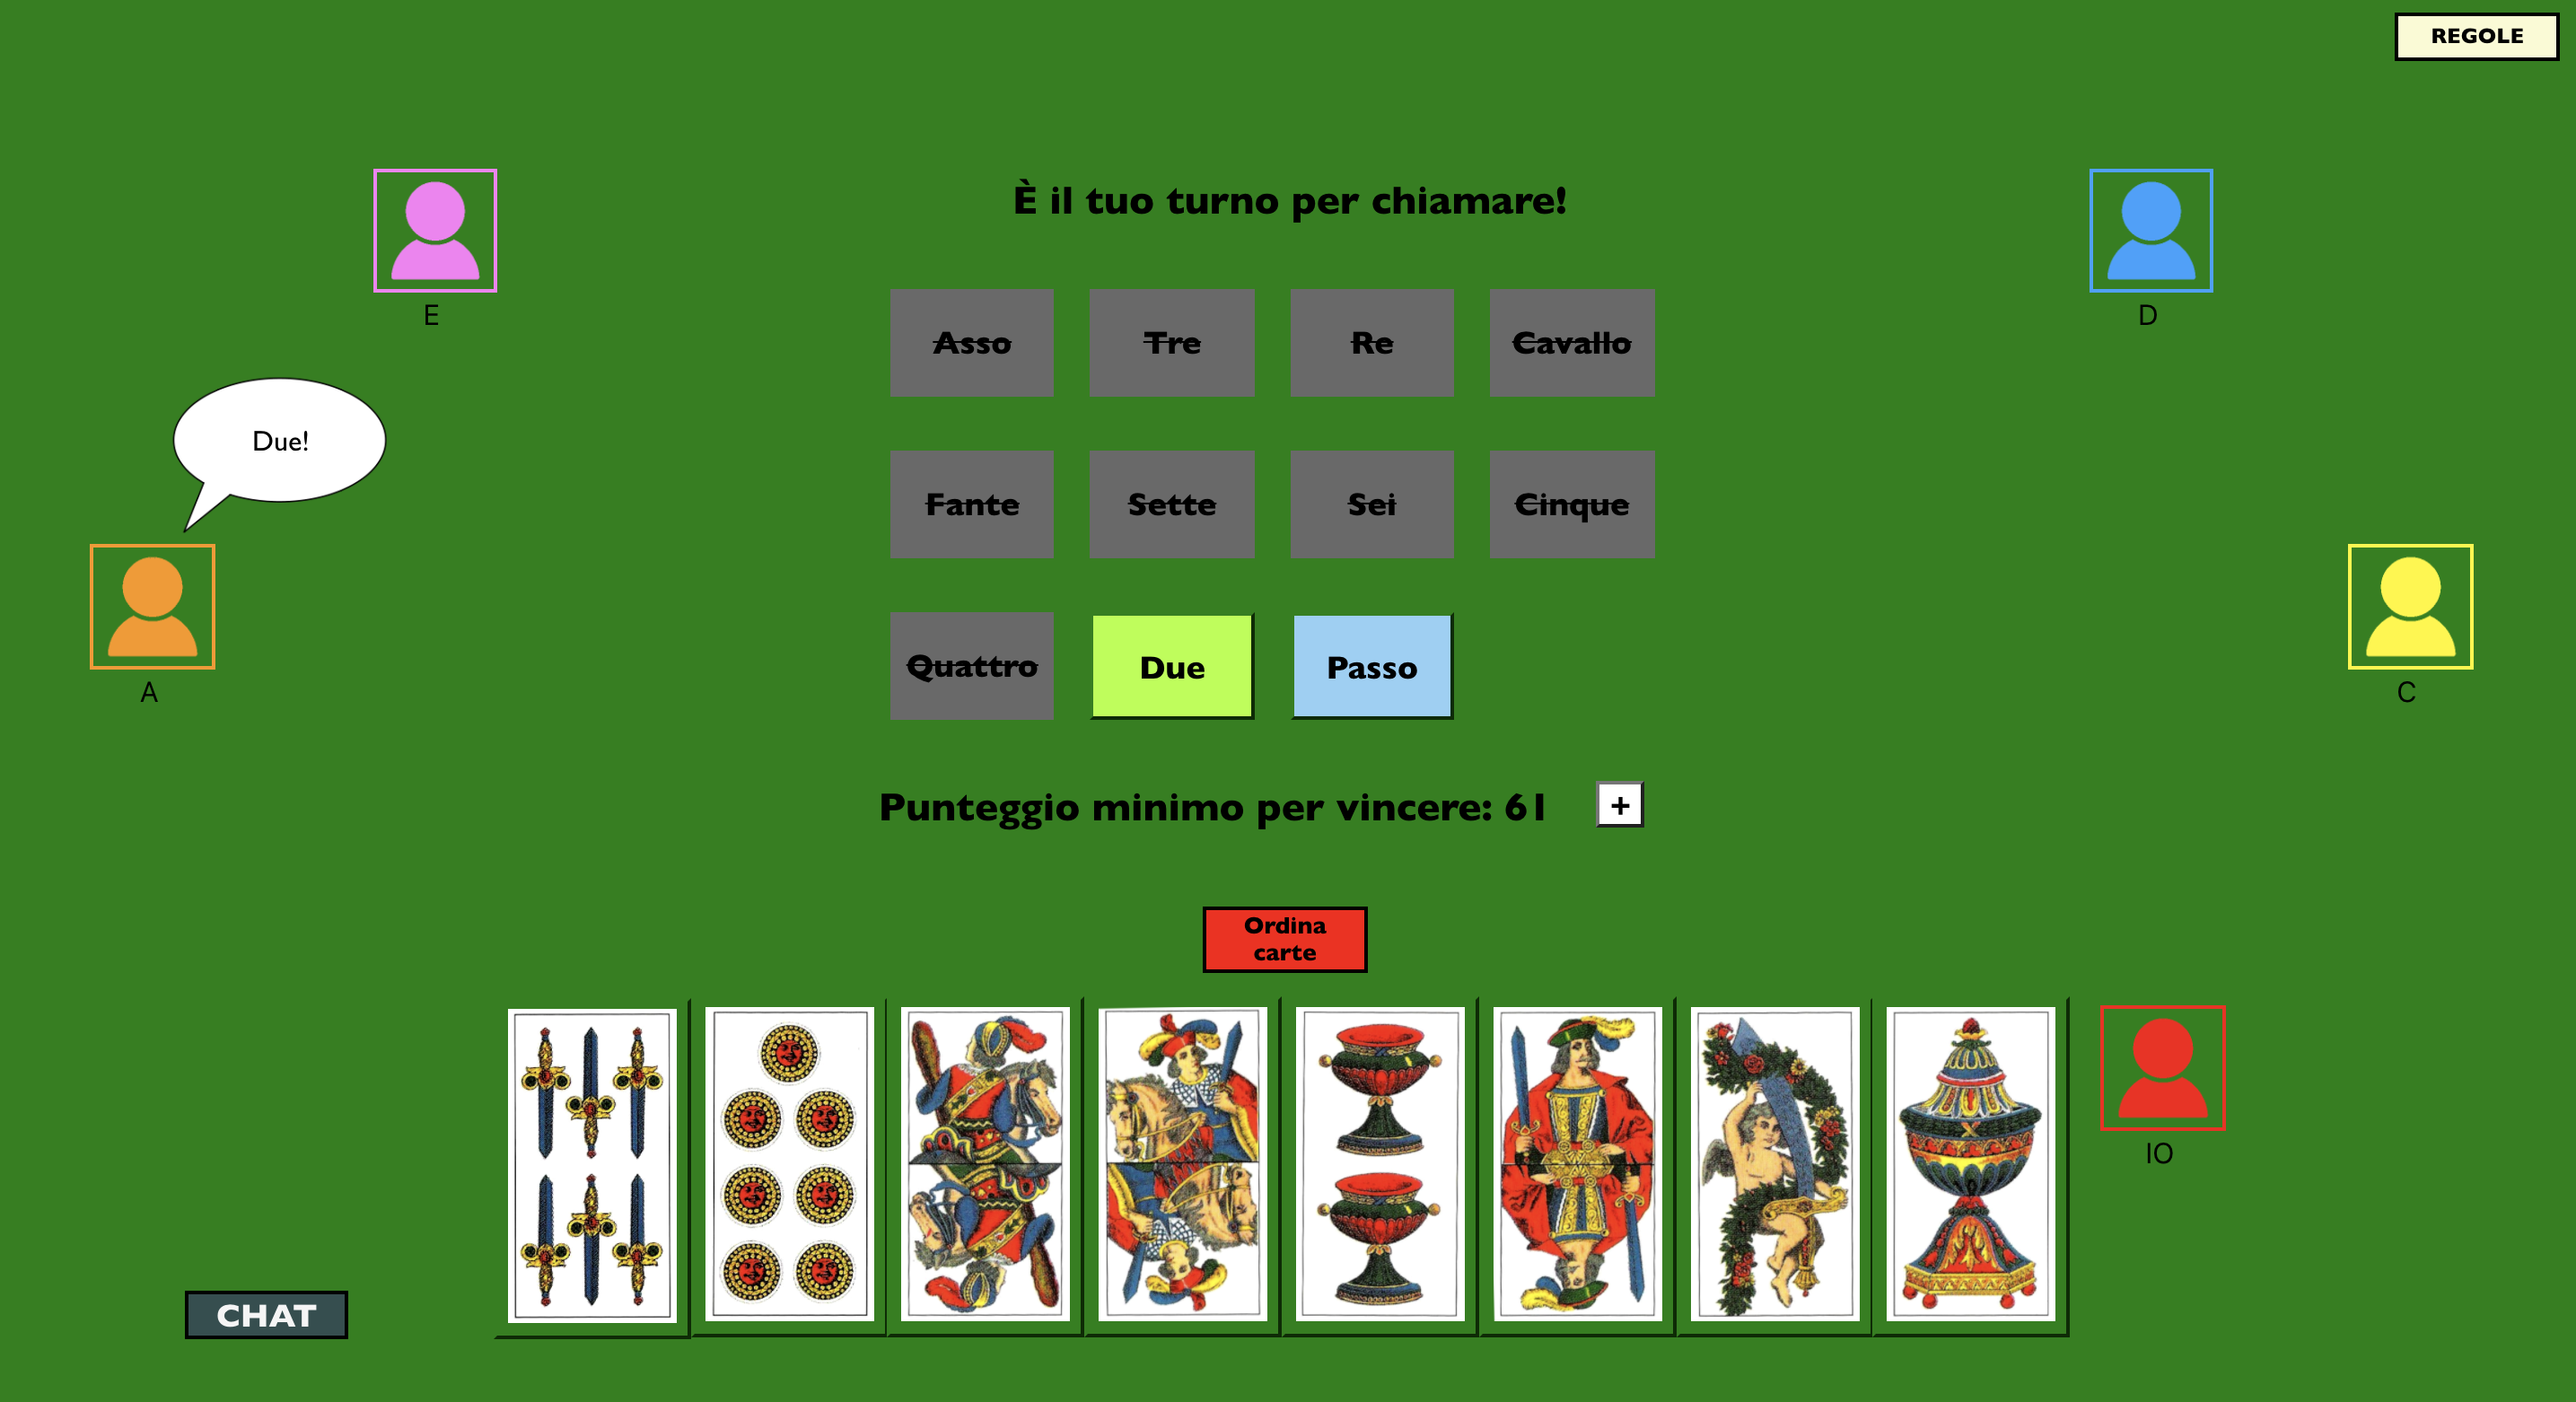 REGOLE
È il tuo turno per chiamare!
E
D
Asso
Tre
Re
Cavallo
Due!
Fante
Sette
Sei
Cinque
A
C
Quattro
Due
Passo
Punteggio minimo per vincere: 61
+
Ordina
carte
IO
CHAT